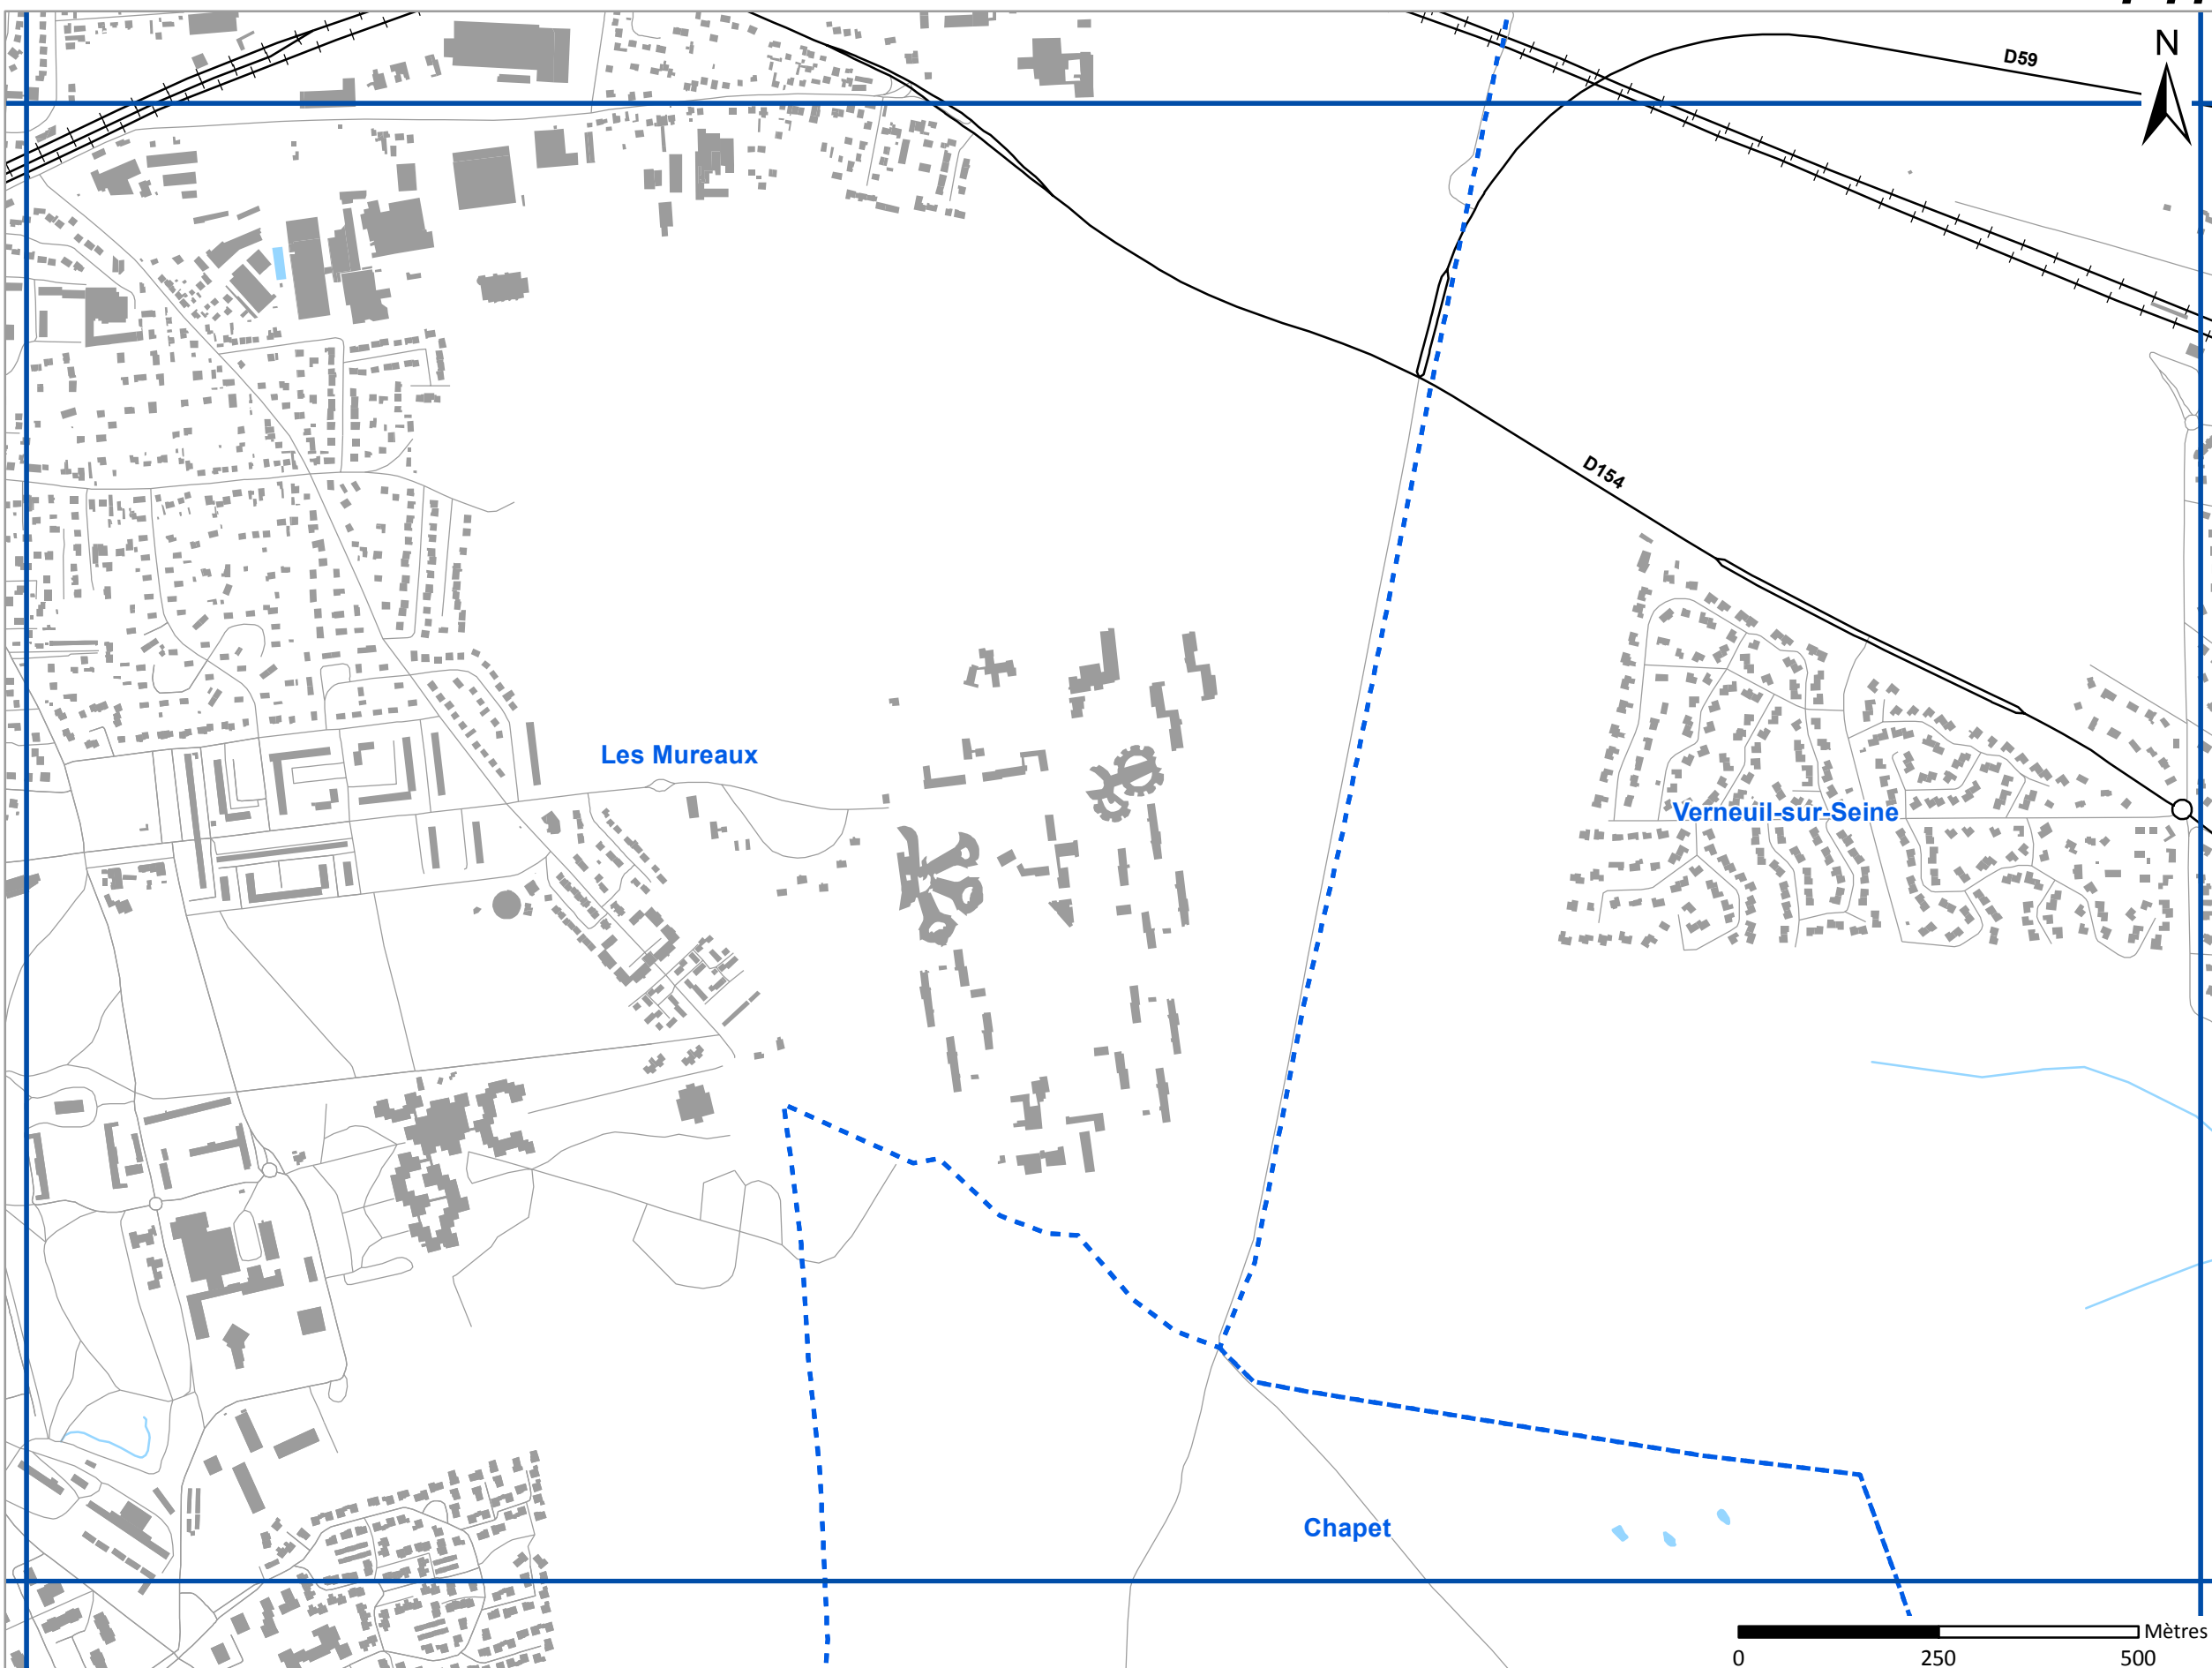 N
D59
D154
Les Mureaux
Verneuil-sur-Seine
Chapet
Mètres
0 250 500